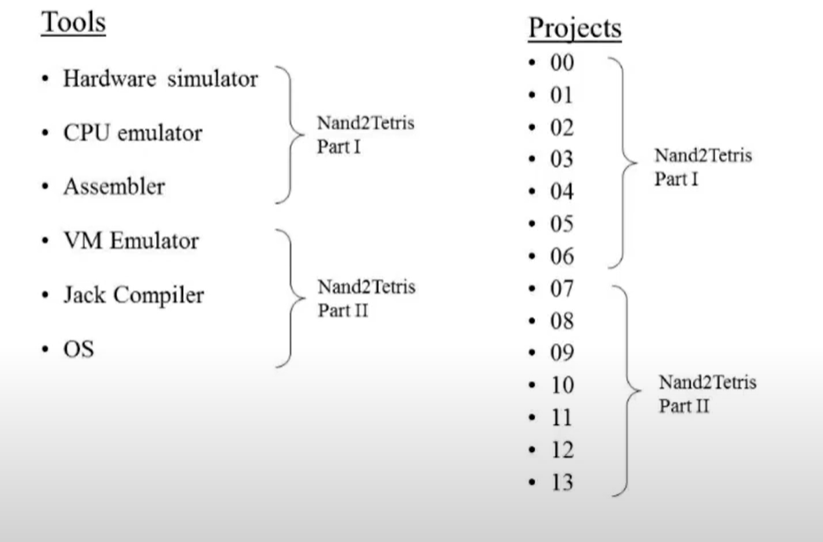 Tools
• Hardware simulator
• CPU emulator
• Assembler
Nand2Tetris
Part I
• VM Emulator
• Jack Compiler
• OS
Nand2Tetris
Part II
Projects
• 00
• 01
• 02
• 03
• 04
• 05
• 06
Nand2Tetris
Part I
• 07
• 08
• 09
• 10
• 11
• 12
• 13
Nand2Tetris
Part II